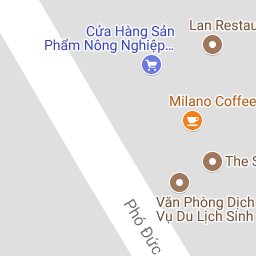 Lan Restau
Cửa Hàng Sản
Phẩm Nông Nghiệp...
Milano Coffee
The S
Văn Phòng Dịch
Vụ Du Lịch Sinh
Phó Đức